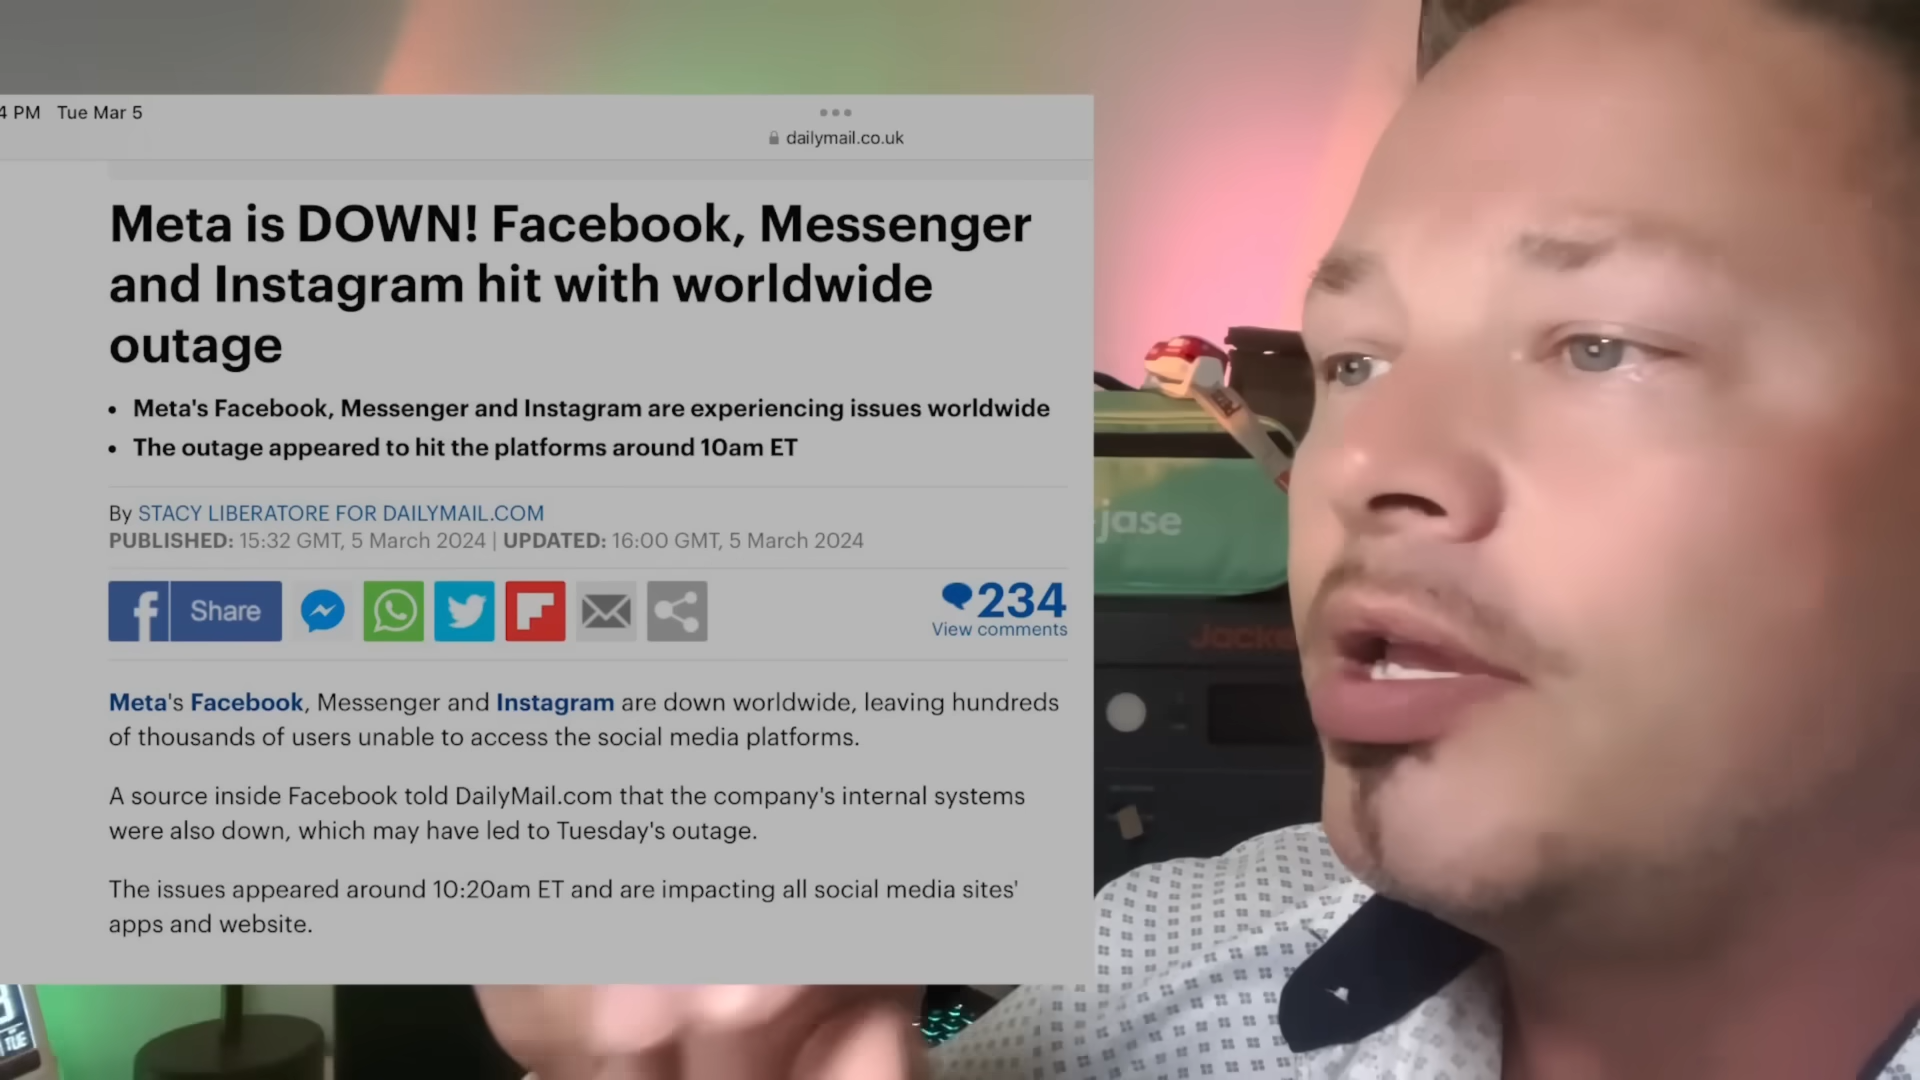 4 PM Tue Mar 5
dailymail.co.uk
Meta is DOWN! Facebook, Messenger
and Instagram hit with worldwide
outage
• Meta's Facebook, Messenger and Instagram are experiencing issues worldwide
• The outage appeared to hit the platforms around 10am ET
By STACY LIBERATORE FOR DAILYMAIL.COM
PUBLISHED: 15:32 GMT, 5 March 2024 | UPDATED: 16:00 GMT, 5 March 2024
Share
234
View comments
Meta's Facebook, Messenger and Instagram are down worldwide, leaving hundreds
of thousands of users unable to access the social media platforms.
A source inside Facebook told DailyMail.com that the company's internal systems
were also down, which may have led to Tuesday's outage.
The issues appeared around 10:20am ET and are impacting all social media sites'
apps and website.
jase
Jacke
TUE